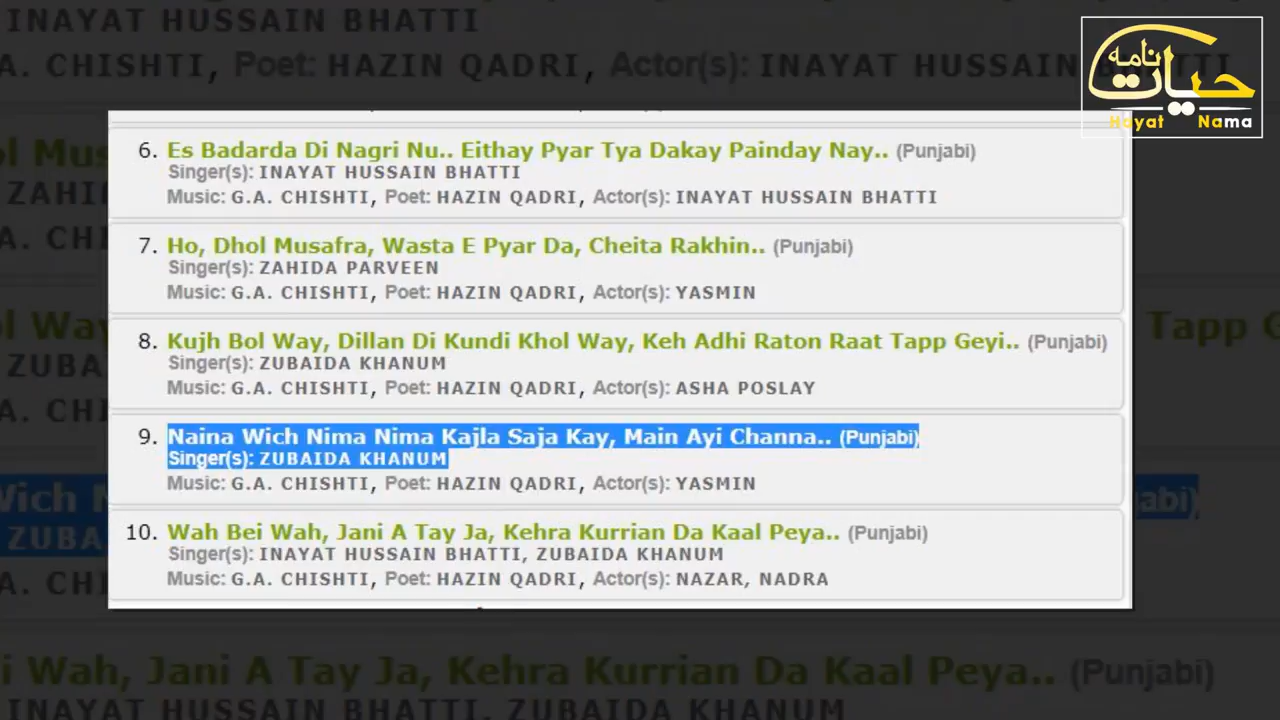 INAYAT HUSSAIN BHATTI
A. CHISHTI, Poet: HAZIN QADRI, Actor(s): INAYAT HUSSAIN
حیات نامہ
Hayat Nama
6. Es Badarda Di Nagri Nu.. Eithay Pyar Tya Dakay Painday Nay.. (Punjabi)
Singer(s): INAYAT HUSSAIN BHATTI
Music: G.A. CHISHTI, Poet: HAZIN QADRI, Actor(s): INAYAT HUSSAIN BHATTI
7. Ho, Dhol Musafra, Wasta E Pyar Da, Cheita Rakhin.. (Punjabi)
Singer(s): ZAHIDA PARVEEN
Music: G.A. CHISHTI, Poet: HAZIN QADRI, Actor(s): YASMIN
8. Kujh Bol Way, Dillan Di Kundi Khol Way, Keh Adhi Raton Raat Tapp Geyi.. (Punjabi)
Singer(s): ZUBAIDA KHANUM
Music: G.A. CHISHTI, Poet: HAZIN QADRI, Actor(s): ASHA POSLAY
9. Naina Wich Nima Nima Kajla Saja Kay, Main Ayi Channa.. (Punjabi)
Singer(s): ZUBAIDA KHANUM
Music: G.A. CHISHTI, Poet: HAZIN QADRI, Actor(s): YASMIN
10. Wah Bei Wah, Jani A Tay Ja, Kehra Kurrian Da Kaal Peya.. (Punjabi)
Singer(s): INAYAT HUSSAIN BHATTI, ZUBAIDA KHANUM
Music: G.A. CHISHTI, Poet: HAZIN QADRI, Actor(s): NAZAR, NADRA
i Wah, Jani A Tay Ja, Kehra Kurrian Da Kaal Peya.. (Punjabi)
INAYAT HUSSAIN BHATTI, ZUBAIDA KHANUM